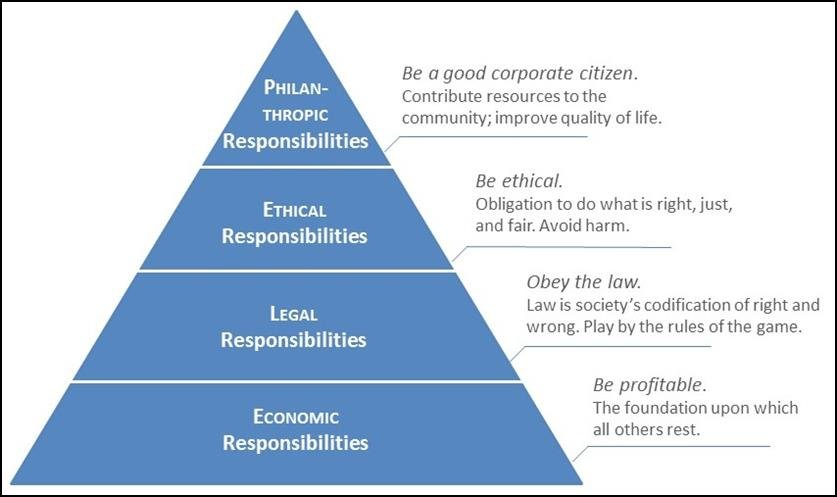 PHILAN-
THROPIC
Responsibilities
Be a good corporate citizen.
Contribute resources to the
community; improve quality of life.
ETHICAL
Responsibilities
Be ethical.
Obligation to do what is right, just,
and fair. Avoid harm.
LEGAL
Responsibilities
Obey the law.
Law is society's codification of right and
wrong. Play by the rules of the game.
ECONOMIC
Responsibilities
Be profitable.
The foundation upon which
all others rest.